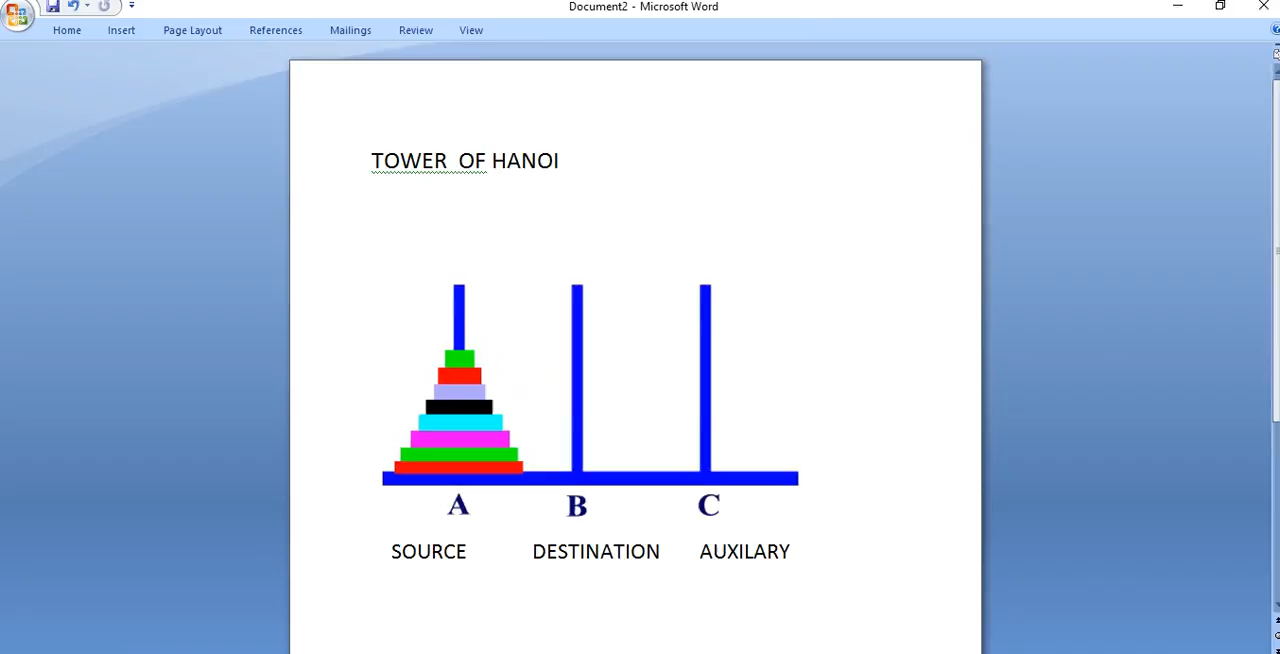 Document2 - Microsoft Word
Home Insert Page Layout References Mailings Review View
TOWER OF HANOI
A B C
SOURCE DESTINATION AUXILARY